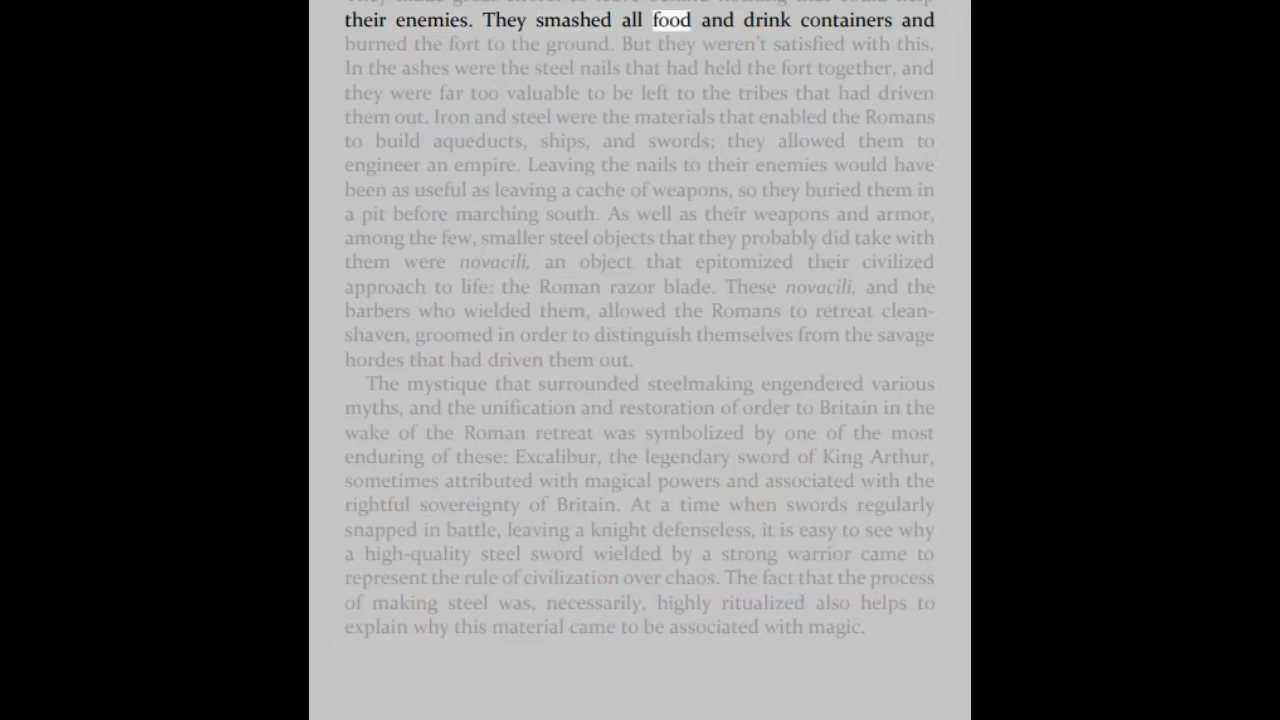 their enemies. They smashed all food and drink containers and
burned the fort to the ground. But they weren't satisfied with this.
In the ashes were the steel nails that had held the fort together, and
they were far too valuable to be left to the tribes that had driven
them out. Iron and steel were the materials that enabled the Romans
to build aqueducts, ships, and swords; they allowed them to
engineer an empire. Leaving the nails to their enemies would have
been as useful as leaving a cache of weapons, so they buried them in
a pit before marching south. As well as their weapons and armor,
among the few, smaller steel objects that they probably did take with
them were novacili, an object that epitomized their civilized
approach to life: the Roman razor blade. These novacili, and the
barbers who wielded them, allowed the Romans to retreat clean-
shaven, groomed in order to distinguish themselves from the savage
hordes that had driven them out.
The mystique that surrounded steelmaking engendered various
myths, and the unification and restoration of order to Britain in the
wake of the Roman retreat was symbolized by one of the most
enduring of these: Excalibur, the legendary sword of King Arthur,
sometimes attributed with magical powers and associated with the
rightful sovereignty of Britain. At a time when swords regularly
snapped in battle, leaving a knight defenseless, it is easy to see why
a high-quality steel sword wielded by a strong warrior came to
represent the rule of civilization over chaos. The fact that the process
of making steel was, necessarily, highly ritualized also helps to
explain why this material came to be associated with magic.